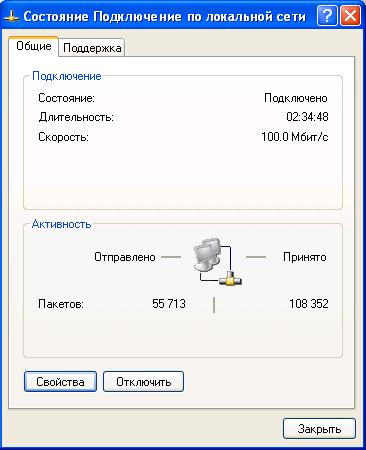 Состояние Подключение по локальной сети
Общие Поддержка
Подключение
Состояние: Подключено
Длительность: 02:34:48
Скорость: 100.0 Мбит/с
Активность
Отправлено — — Принято
Пакетов: 55 713 | 108 352
Свойства Отключить
Закрыть